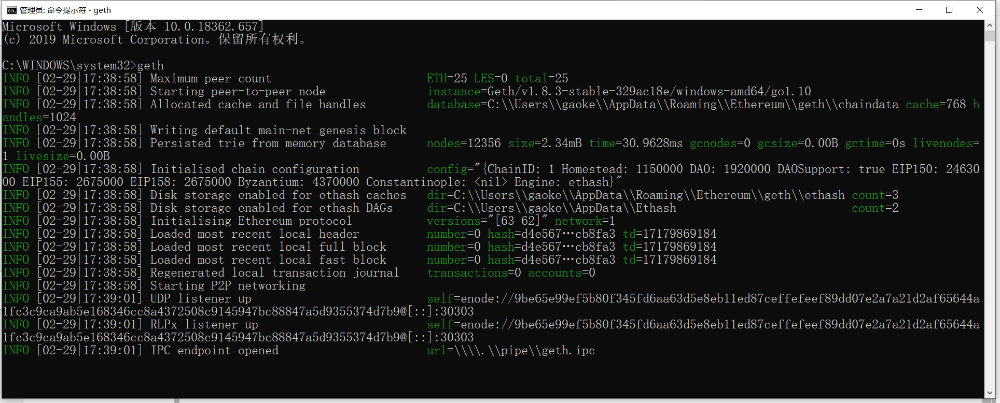 管理员: 命令提示符 - geth
Microsoft Windows [版本 10.0.18362.657]
(c) 2019 Microsoft Corporation。保留所有权利。
C:\WINDOWS\system32>geth
INFO [02-29|17:38:58] Maximum peer count                       ETH=25 LES=0 total=25
INFO [02-29|17:38:58] Starting peer-to-peer node               instance=Geth/v1.8.3-stable-329ac18e/windows-amd64/go1.10
INFO [02-29|17:38:58] Allocated cache and file handles         database=C:\\Users\\gaoke\\AppData\\Roaming\\Ethereum\\geth\\chaindata cache=768 h
andles=1024
INFO [02-29|17:38:58] Writing default main-net genesis block
INFO [02-29|17:38:58] Persisted trie from memory database      nodes=12356 size=2.34mB time=30.9628ms gcnodes=0 gcsize=0.00B gctime=0s livenodes=
1 livesize=0.00B
INFO [02-29|17:38:58] Initialised chain configuration          config="{ChainID: 1 Homestead: 1150000 DAO: 1920000 DAOSupport: true EIP150: 24630
00 EIP155: 2675000 EIP158: 2675000 Byzantium: 4370000 Constantinople: <nil> Engine: ethash}"
INFO [02-29|17:38:58] Disk storage enabled for ethash caches   dir=C:\\Users\\gaoke\\AppData\\Roaming\\Ethereum\\geth\\ethash count=3
INFO [02-29|17:38:58] Disk storage enabled for ethash DAGs     dir=C:\\Users\\gaoke\\AppData\\Ethash                          count=2
INFO [02-29|17:38:58] Initialising Ethereum protocol           versions="[63 62]" network=1
INFO [02-29|17:38:58] Loaded most recent local header          number=0 hash=d4e567…cb8fa3 td=17179869184
INFO [02-29|17:38:58] Loaded most recent local full block      number=0 hash=d4e567…cb8fa3 td=17179869184
INFO [02-29|17:38:58] Loaded most recent local fast block      number=0 hash=d4e567…cb8fa3 td=17179869184
INFO [02-29|17:38:58] Regenerated local transaction journal    transactions=0 accounts=0
INFO [02-29|17:38:58] Starting P2P networking
INFO [02-29|17:39:01] UDP listener up                          self=enode://9be65e99ef5b80f345fd6aa63d5e8eb11ed87ceffefeef89dd07e2a7a21d2af65644a
1fc3c9ca9ab5e168346cc8a4372508c9145947bc88847a5d9355374d7b9@[::]:30303
INFO [02-29|17:39:01] RLPx listener up                         self=enode://9be65e99ef5b80f345fd6aa63d5e8eb11ed87ceffefeef89dd07e2a7a21d2af65644a
1fc3c9ca9ab5e168346cc8a4372508c9145947bc88847a5d9355374d7b9@[::]:30303
INFO [02-29|17:39:01] IPC endpoint opened                      url=\\\\.\\pipe\\geth.ipc